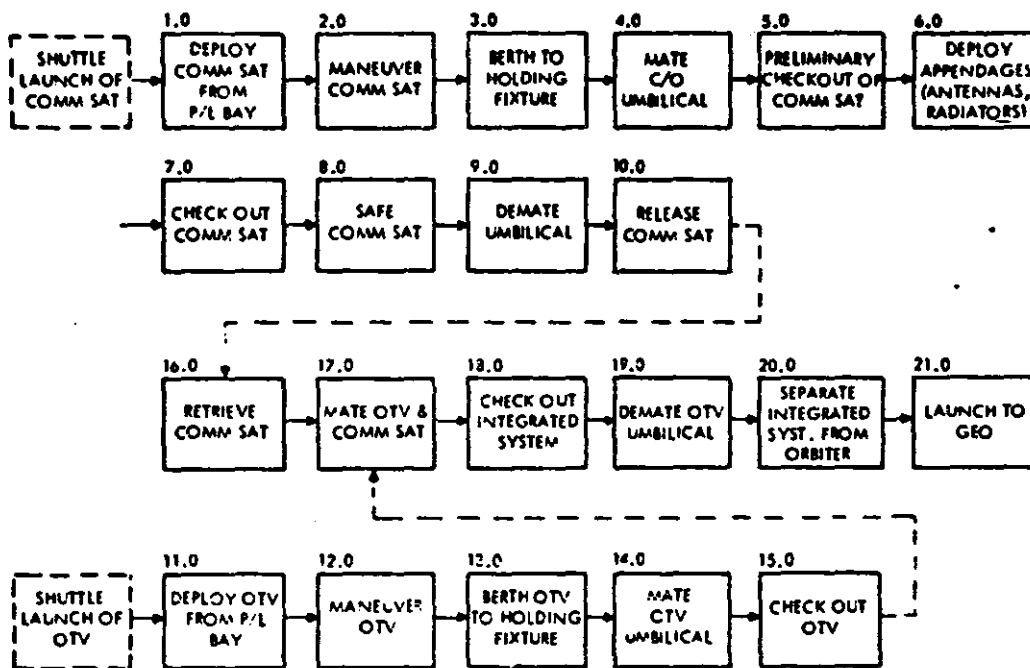 1.0
2.0
3.0
4.0
5.0
6.0
SHUTTLE
LAUNCH OF
COMM SAT
DEPLOY
COMM SAT
FROM
P/L BAY
MANEUVER
COMM SAT
BERTH TO
HOLDING
FIXTURE
MATE
C/O
UMBILICAL
PRELIMINARY
CHECKOUT OF
COMM SAT
DEPLOY
APPENDAGES
(ANTENNAS,
RADIATORS)
7.0
8.0
9.0
10.0
CHECK OUT
COMM SAT
SAFE
COMM SAT
DEMATE
UMBILICAL
RELEASE
COMM SAT
16.0
17.0
18.0
19.0
20.0
21.0
RETRIEVE
COMM SAT
MATE OTV &
COMM SAT
CHECK OUT
INTEGRATED
SYSTEM
DEMATE OTV
UMBILICAL
SEPARATE
INTEGRATED
SYST. FROM
ORBITER
LAUNCH TO
GEO
11.0
12.0
13.0
14.0
15.0
SHUTTLE
LAUNCH OF
OTV
DEPLOY OTV
FROM P/L
BAY
MANEUVER
OTV
BERTH OTV
TO HOLDING
FIXTURE
MATE
OTV
UMBILICAL
CHECK OUT
OTV